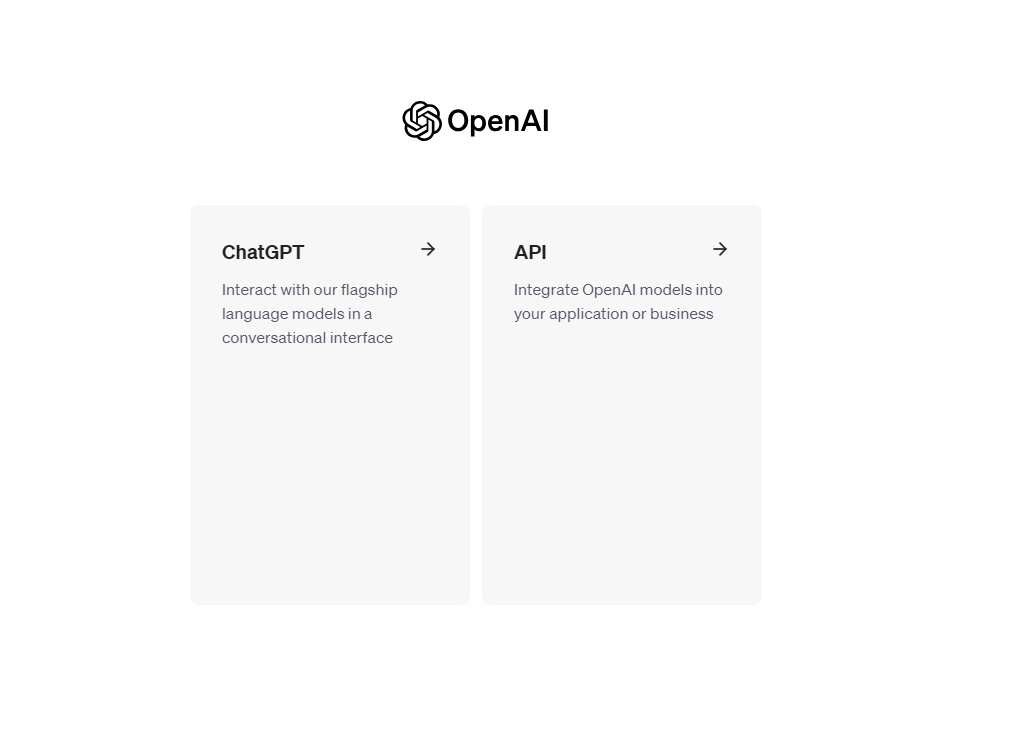 OpenAI
ChatGPT
Interact with our flagship
language models in a
conversational interface
API
Integrate OpenAI models into
your application or business